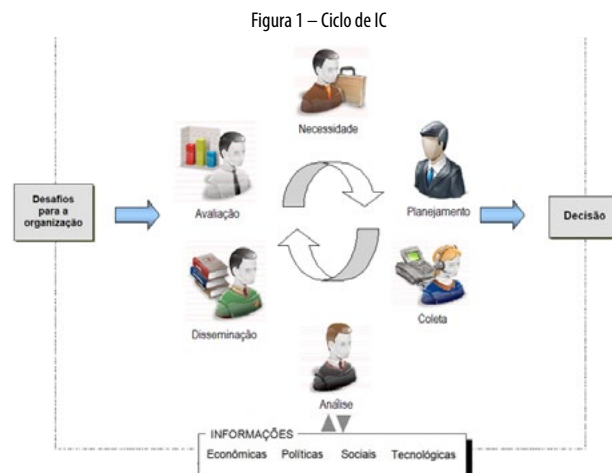 Figura 1 – Ciclo de IC
Necessidade
Avaliação
Planejamento
Desafios
para a
organização
Decisão
Disseminação
Coleta
Análise
INFORMAÇÕES
Econômicas Políticas Sociais Tecnológicas